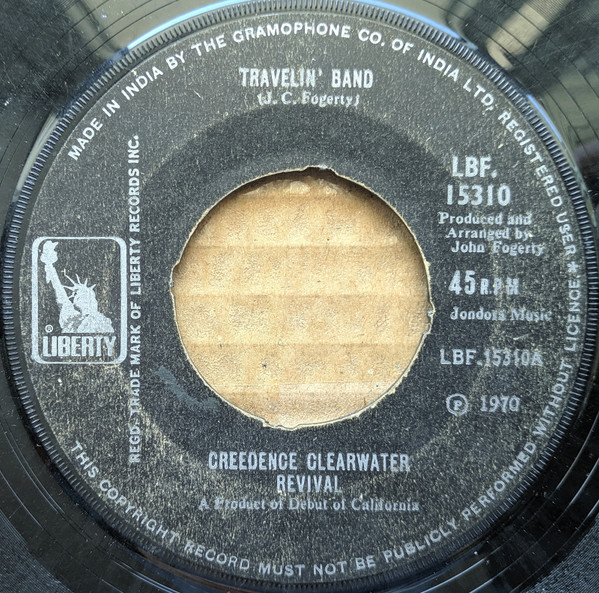 MADE IN INDIA BY THE GRAMOPHONE CO. OF INDIA LTD; REGISTERED USER *
TRAVELIN' BAND
(J. C. Fogerty)
LBF.
15310
Produced and
Arranged by
John Fogerty
45 RPM
Jondora Music
LBF.15310A
Ⓟ 1970
® LIBERTY
REGD. TRADE MARK OF LIBERTY RECORDS INC.
CREEDENCE CLEARWATER
REVIVAL
A Product of Debut of California
THIS COPYRIGHT RECORD MUST NOT BE PUBLICLY PERFORMED WITHOUT LICENCE